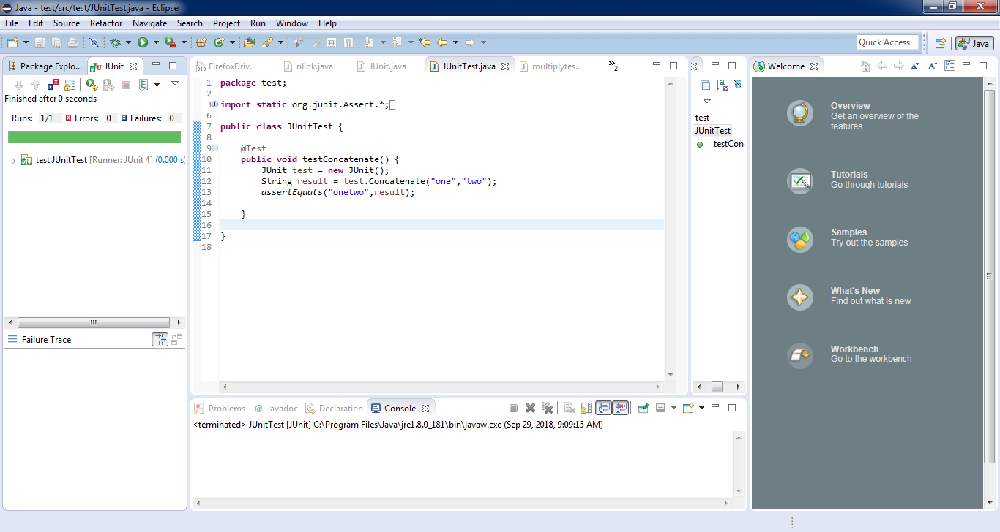 Java - test/src/test/JUnitTest.java - Eclipse
File Edit Source Refactor Navigate Search Project Run Window Help
Quick Access
Java
Package Explo...
JUnit
Finished after 0 seconds
Runs: 1/1 Errors: 0 Failures: 0
test.JUnitTest [Runner: JUnit 4] (0.000 s)
Failure Trace
FirefoxDriv... nlink.java JUnit.java JUnitTest.java multiplytes... »2
1 package test;
2
3 import static org.junit.Assert.*;
6
7 public class JUnitTest {
8
9 @Test
10 public void testConcatenate() {
11 JUnit test = new JUnit();
12 String result = test.Concatenate("one","two");
13 assertEquals("onetwo",result);
14
15 }
16
17 }
18
test
JUnitTest
testCon
Welcome
Overview
Get an overview of the
features
Tutorials
Go through tutorials
Samples
Try out the samples
What's New
Find out what is new
Workbench
Go to the workbench
Problems @ Javadoc Declaration Console
<terminated> JUnitTest [JUnit] C:\Program Files\Java\jre1.8.0_181\bin\javaw.exe (Sep 29, 2018, 9:09:15 AM)